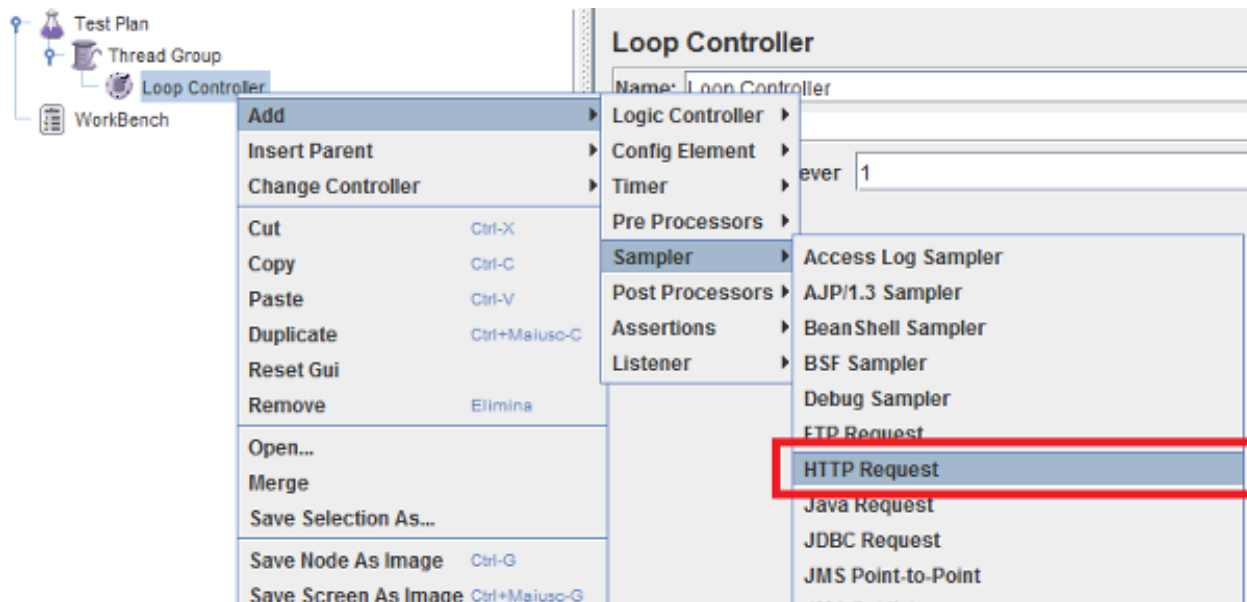 Test Plan
Thread Group
Loop Controller
WorkBench
Loop Controller
Name: Loop Controller
ever 1
Add
Insert Parent
Change Controller
Cut Ctrl-X
Copy Ctrl-C
Paste Ctrl-V
Duplicate Ctrl+Maiusc-C
Reset Gui
Remove Elimina
Open...
Merge
Save Selection As...
Save Node As Image Ctrl-G
Save Screen As Image Ctrl+Maiusc-G
Logic Controller
Config Element
Timer
Pre Processors
Sampler
Post Processors
Assertions
Listener
Access Log Sampler
AJP/1.3 Sampler
BeanShell Sampler
BSF Sampler
Debug Sampler
FTP Request
HTTP Request
Java Request
JDBC Request
JMS Point-to-Point